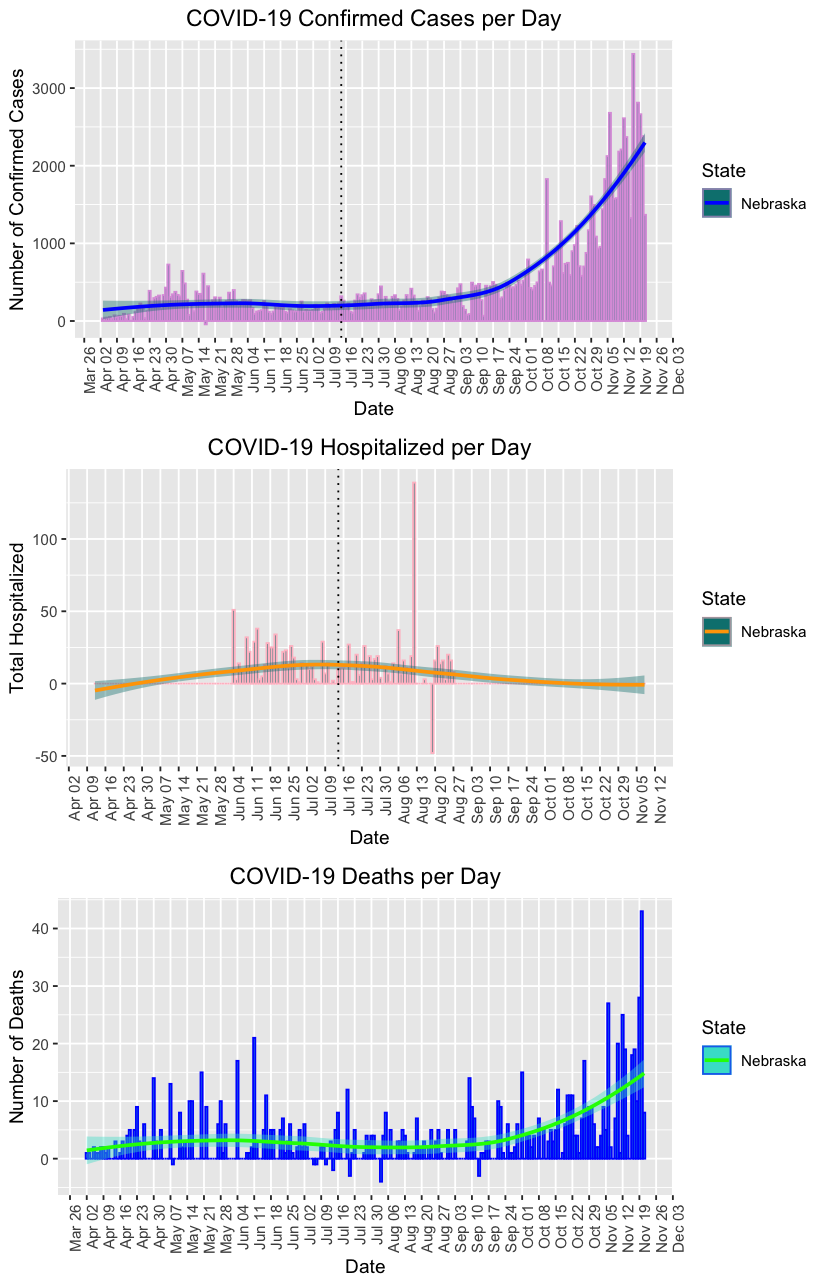 COVID-19 Confirmed Cases per Day
Number of Confirmed Cases
3000
2000
1000
0
Mar 26
Apr 02
Apr 09
Apr 16
Apr 23
Apr 30
May 07
May 14
May 21
May 28
Jun 04
Jun 11
Jun 18
Jun 25
Jul 02
Jul 09
Jul 16
Jul 23
Jul 30
Aug 06
Aug 13
Aug 20
Aug 27
Sep 03
Sep 10
Sep 17
Sep 24
Oct 01
Oct 08
Oct 15
Oct 22
Oct 29
Nov 05
Nov 12
Nov 19
Nov 26
Dec 03
Date
State
Nebraska
COVID-19 Hospitalized per Day
Total Hospitalized
100
50
0
-50
Apr 02
Apr 09
Apr 16
Apr 23
Apr 30
May 07
May 14
May 21
May 28
Jun 04
Jun 11
Jun 18
Jun 25
Jul 02
Jul 09
Jul 16
Jul 23
Jul 30
Aug 06
Aug 13
Aug 20
Aug 27
Sep 03
Sep 10
Sep 17
Sep 24
Oct 01
Oct 08
Oct 15
Oct 22
Oct 29
Nov 05
Nov 12
Date
State
Nebraska
COVID-19 Deaths per Day
Number of Deaths
40
30
20
10
0
Mar 26
Apr 02
Apr 09
Apr 16
Apr 23
Apr 30
May 07
May 14
May 21
May 28
Jun 04
Jun 11
Jun 18
Jun 25
Jul 02
Jul 09
Jul 16
Jul 23
Jul 30
Aug 06
Aug 13
Aug 20
Aug 27
Sep 03
Sep 10
Sep 17
Sep 24
Oct 01
Oct 08
Oct 15
Oct 22
Oct 29
Nov 05
Nov 12
Nov 19
Nov 26
Dec 03
Date
State
Nebraska